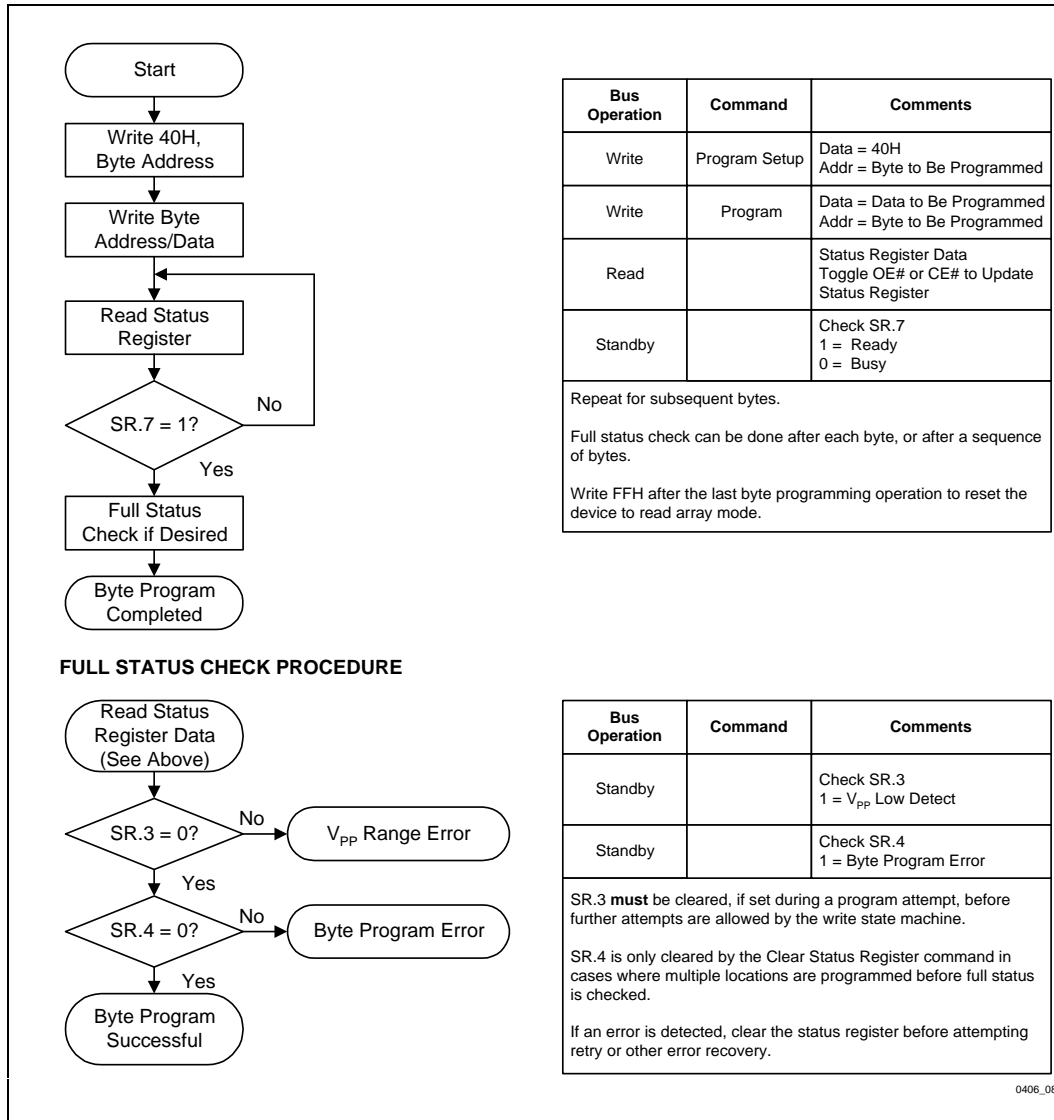 Start
Write 40H,
Byte Address
Write Byte
Address/Data
Read Status
Register
SR.7 = 1?
No
Yes
Full Status
Check if Desired
Byte Program
Completed
Bus
Operation
Command
Comments
Write
Program Setup
Data = 40H
Addr = Byte to Be Programmed
Write
Program
Data = Data to Be Programmed
Addr = Byte to Be Programmed
Read
Status Register Data
Toggle OE# or CE# to Update
Status Register
Standby
Check SR.7
1 = Ready
0 = Busy
Repeat for subsequent bytes.
Full status check can be done after each byte, or after a sequence
of bytes.
Write FFH after the last byte programming operation to reset the
device to read array mode.
FULL STATUS CHECK PROCEDURE
Read Status
Register Data
(See Above)
SR.3 = 0?
No
VPP Range Error
Yes
SR.4 = 0?
No
Byte Program Error
Yes
Byte Program
Successful
Bus
Operation
Command
Comments
Standby
Check SR.3
1 = VPP Low Detect
Standby
Check SR.4
1 = Byte Program Error
SR.3 must be cleared, if set during a program attempt, before
further attempts are allowed by the write state machine.
SR.4 is only cleared by the Clear Status Register command in
cases where multiple locations are programmed before full status
is checked.
If an error is detected, clear the status register before attempting
retry or other error recovery.
0406_08